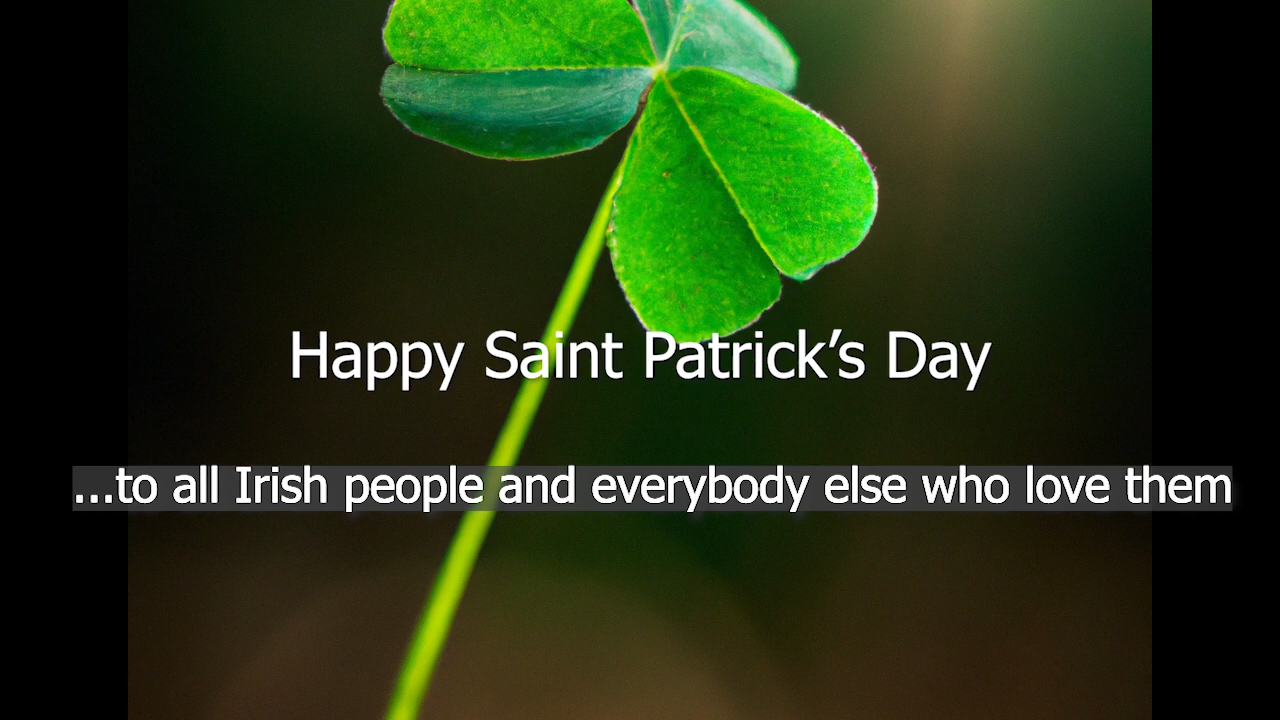 Happy Saint Patrick’s Day
...to all Irish people and everybody else who love them